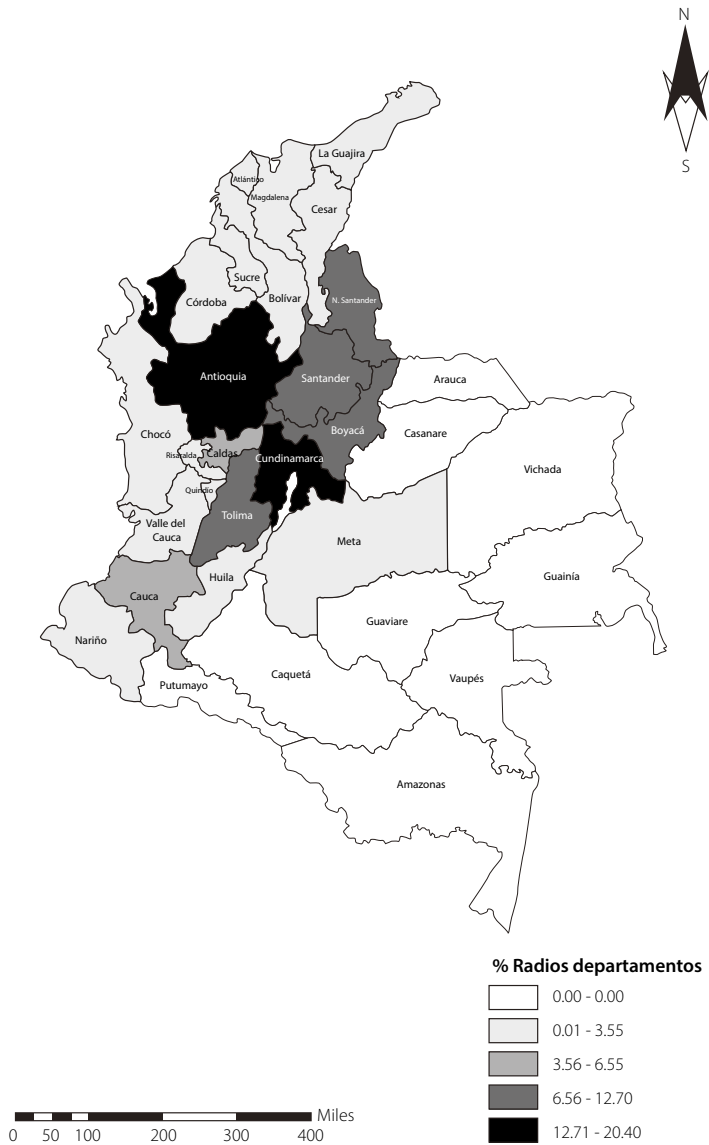 N
S
La Guajira
Atlántico
Magdalena
Cesar
Sucre
Córdoba
Bolívar
N. Santander
Antioquia
Santander
Arauca
Boyacá
Chocó
Casanare
Risaralda
Caldas
Cundinamarca
Vichada
Quindío
Tolima
Valle del
Cauca
Meta
Huila
Guainía
Cauca
Guaviare
Nariño
Caquetá
Vaupés
Putumayo
Amazonas
% Radios departamentos
0.00 - 0.00
0.01 - 3.55
3.56 - 6.55
6.56 - 12.70
12.71 - 20.40
Miles
0 50 100 200 300 400